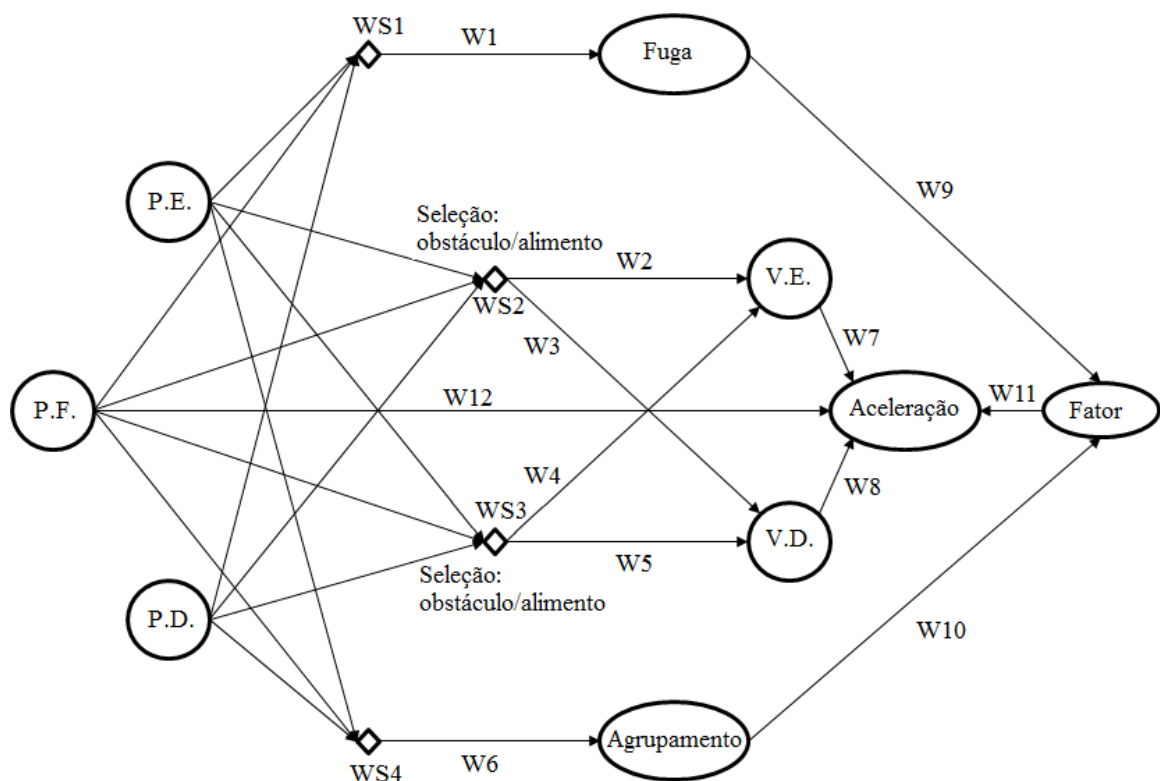 WS1
W1
Fuga
P.E.
W9
Seleção:
obstáculo/alimento
W2
V.E.
WS2
W3
W7
P.F.
W12
Aceleração
W11
Fator
W4
WS3
W8
V.D.
W5
Seleção:
obstáculo/alimento
P.D.
W10
Agrupamento
WS4
W6